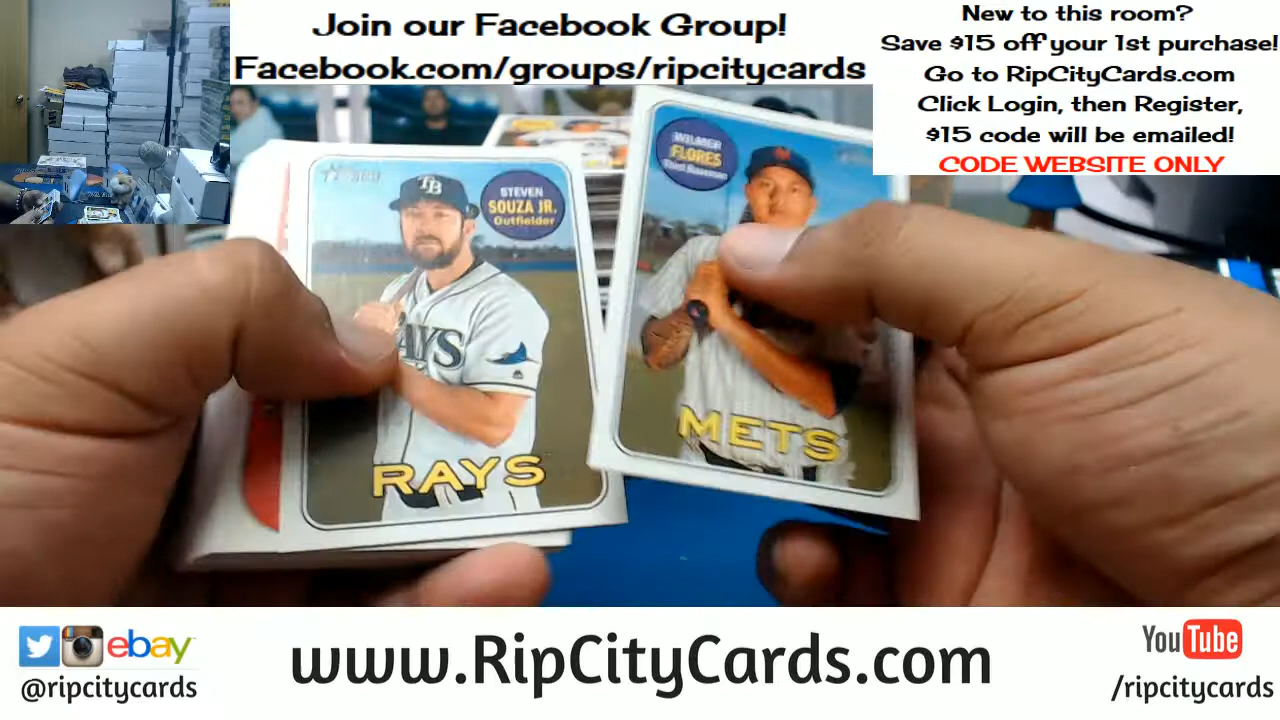 Join our Facebook Group!
Facebook.com/groups/ripcitycards
New to this room?
Save $15 off your 1st purchase!
Go to RipCityCards.com
Click Login, then Register,
$15 code will be emailed!
CODE WEBSITE ONLY
STEVEN
SOUZA JR.
Outfielder
TB
RAYS
RAYS
WILMER
FLORES
METS
ebay
@ripcitycards
www.RipCityCards.com
YouTube
/ripcitycards